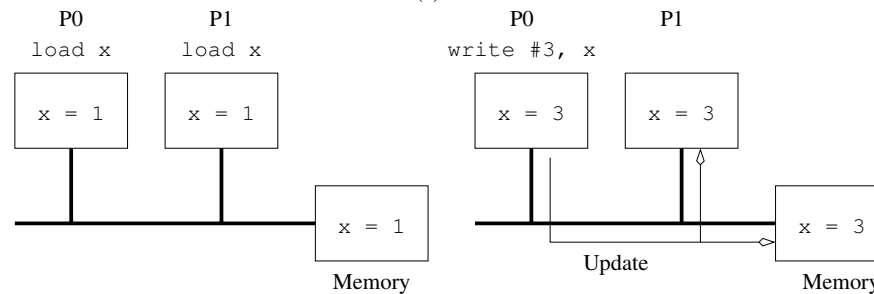 P0 P1 P0 P1
load x load x write #3, x
x = 1 x = 1 x = 3 x = 3
x = 1 x = 3
Update
Memory Memory